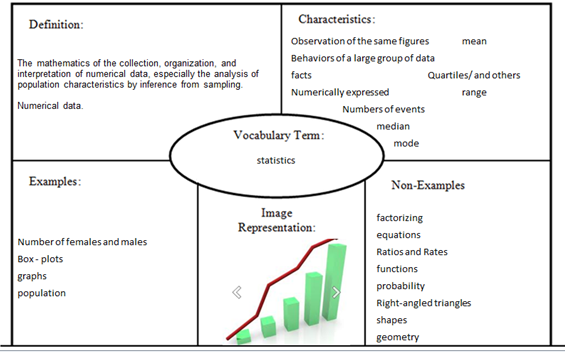 Definition:
The mathematics of the collection, organization, and
interpretation of numerical data, especially the analysis of
population characteristics by inference from sampling.
Numerical data.
Characteristics:
Observation of the same figures mean
Behaviors of a large group of data
facts Quartiles/ and others
Numerically expressed range
Numbers of events
median
mode
Vocabulary Term:
statistics
Examples:
Number of females and males
Box - plots
graphs
population
Image
Representation:
Non-Examples
factorizing
equations
Ratios and Rates
functions
probability
Right-angled triangles
shapes
geometry